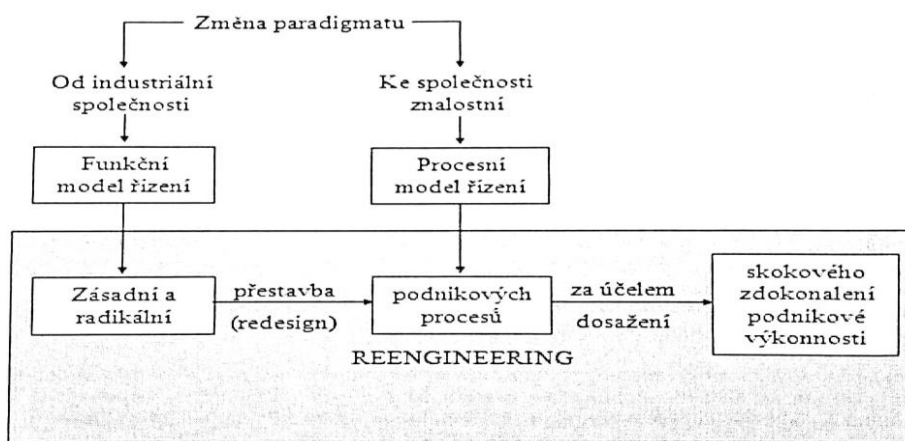 Změna paradigmatu
Od industriální
společnosti
Ke společnosti
znalostní
Funkční
model řízení
Procesní
model řízení
Zásadní a
radikální
přestavba
(redesign)
podnikových
procesů
za účelem
dosažení
skokového
zdokonalení
podnikové
výkonnosti
REENGINEERING